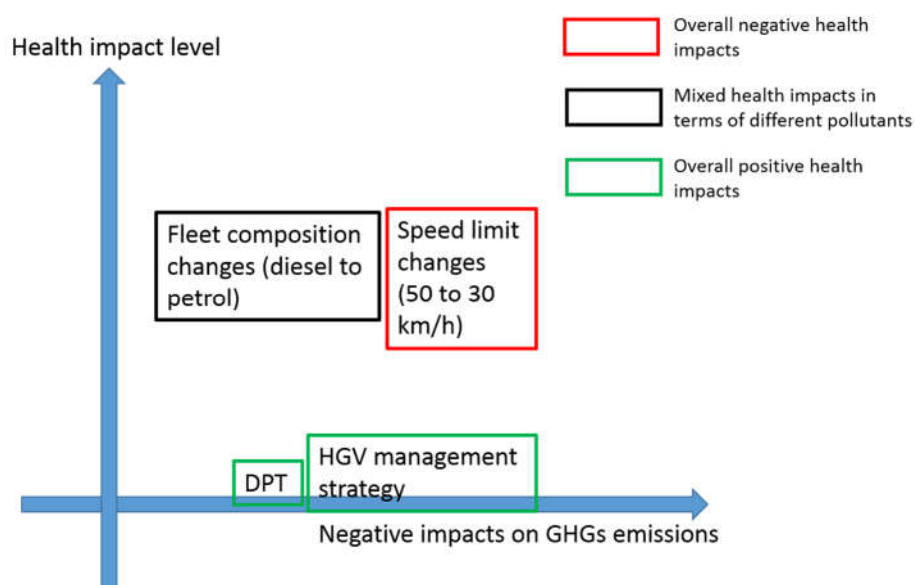 Health impact level
Overall negative health
impacts
Mixed health impacts in
terms of different pollutants
Overall positive health
impacts
Fleet composition
changes (diesel to
petrol)
Speed limit
changes
(50 to 30
km/h)
DPT
HGV management
strategy
Negative impacts on GHGs emissions